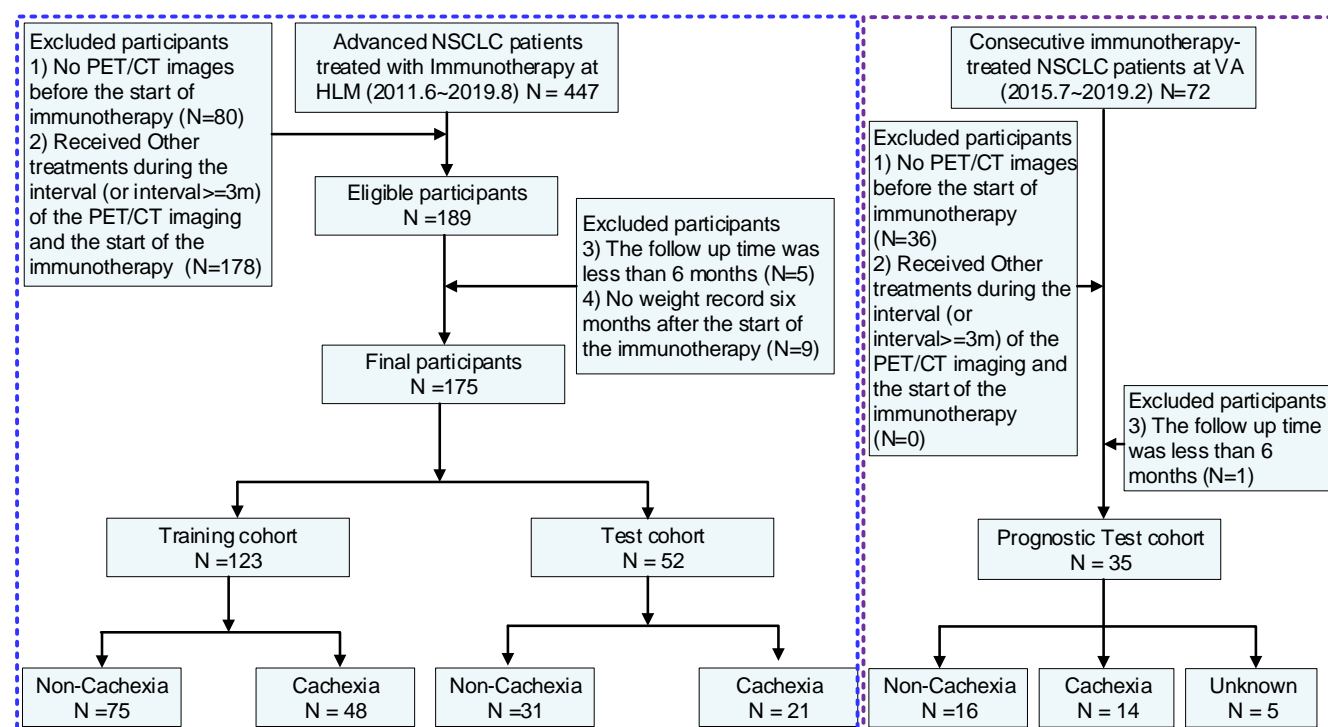 Excluded participants
1) No PET/CT images
before the start of
immunotherapy (N=80)
2) Received Other
treatments during the
interval (or interval>=3m)
of the PET/CT imaging
and the start of the
immunotherapy (N=178)
Advanced NSCLC patients
treated with Immunotherapy at
HLM (2011.6~2019.8) N = 447
Eligible participants
N =189
Excluded participants
3) The follow up time was
less than 6 months (N=5)
4) No weight record six
months after the start of
the immunotherapy (N=9)
Final participants
N =175
Training cohort
N =123
Test cohort
N = 52
Non-Cachexia
N =75
Cachexia
N = 48
Non-Cachexia
N =31
Cachexia
N = 21
Consecutive immunotherapy-
treated NSCLC patients at VA
(2015.7~2019.2) N=72
Excluded participants
1) No PET/CT images
before the start of
immunotherapy
(N=36)
2) Received Other
treatments during the
interval (or
interval>=3m) of the
PET/CT imaging and
the start of the
immunotherapy
(N=0)
Excluded participants
3) The follow up time
was less than 6
months (N=1)
Prognostic Test cohort
N = 35
Non-Cachexia
N =16
Cachexia
N = 14
Unknown
N = 5